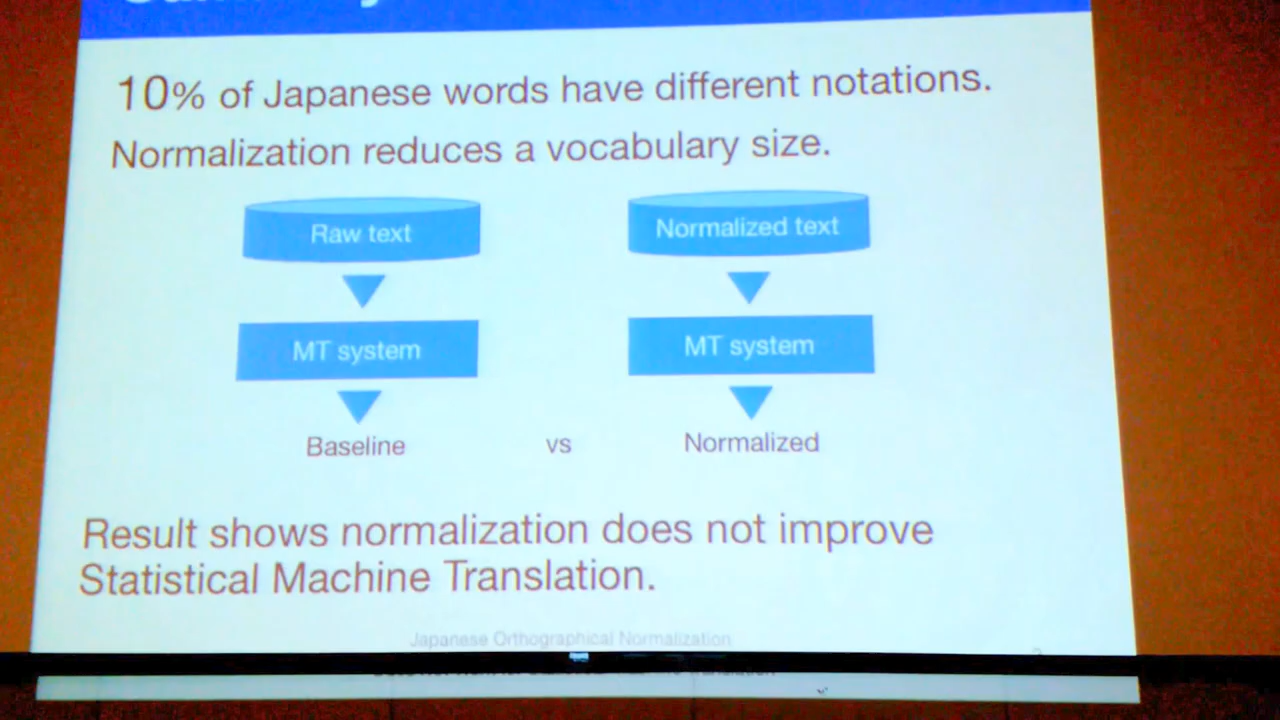 10% of Japanese words have different notations.
Normalization reduces a vocabulary size.
Raw text
Normalized text
MT system
MT system
Baseline
vs
Normalized
Result shows normalization does not improve
Statistical Machine Translation.
Japanese Orthographical Normalization